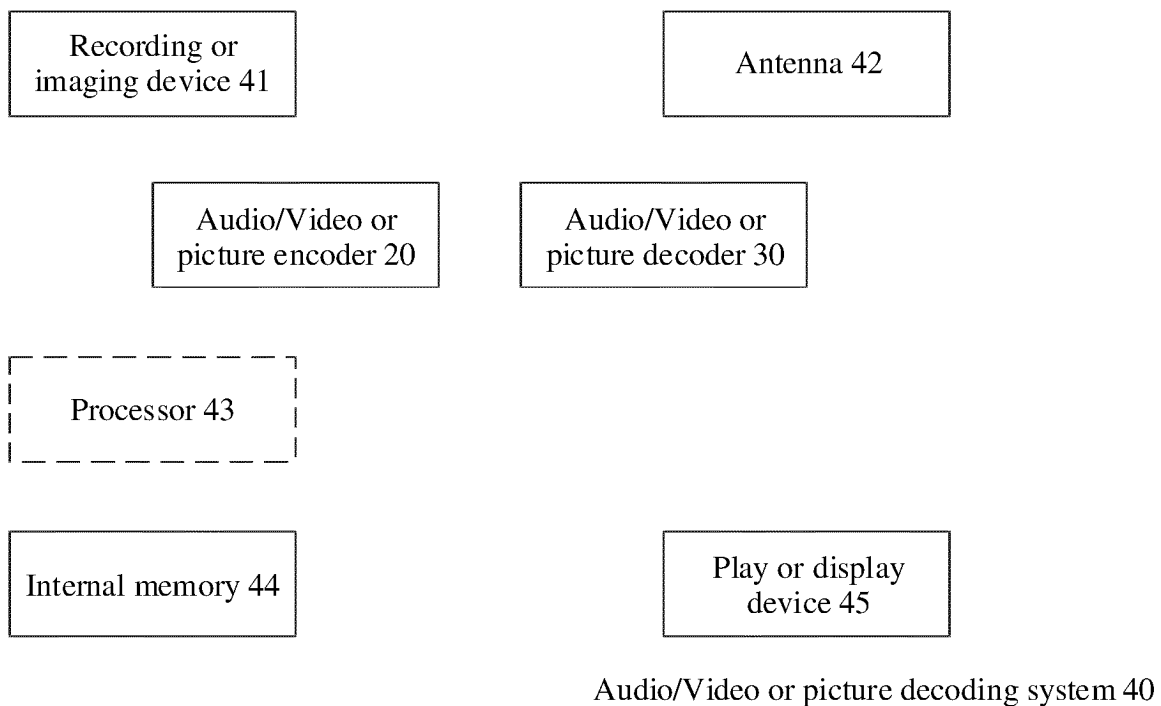 Recording or
imaging device 41
Antenna 42
Audio/Video or
picture encoder 20
Audio/Video or
picture decoder 30
Processor 43
Internal memory 44
Play or display
device 45
Audio/Video or picture decoding system 40